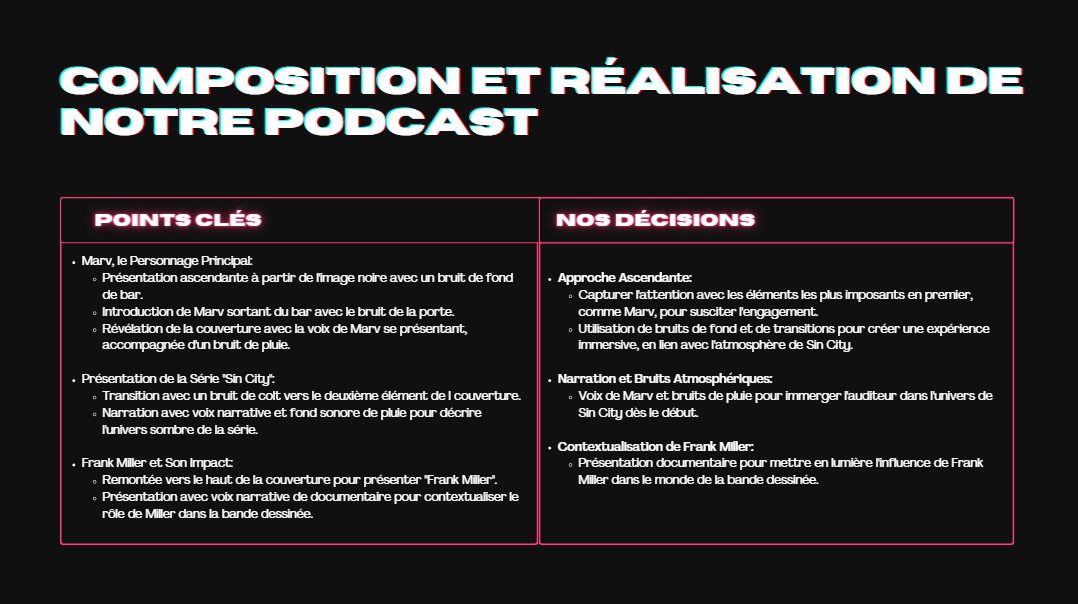 COMPOSITION ET RÉALISATION DE
NOTRE PODCAST
POINTS CLÉS
• Marv, le Personnage Principal:
◦ Présentation ascendante à partir de l'image noire avec un bruit de fond
de bar.
◦ Introduction de Marv sortant du bar avec le bruit de la porte.
◦ Révélation de la couverture avec la voix de Marv se présentant,
accompagnée d'un bruit de pluie.
• Présentation de la Série "Sin City":
◦ Transition avec un bruit de colt vers le deuxième élément de l couverture.
◦ Narration avec voix narrative et fond sonore de pluie pour décrire
l'univers sombre de la série.
• Frank Miller et Son Impact:
◦ Remontée vers le haut de la couverture pour présenter "Frank Miller".
◦ Présentation avec voix narrative de documentaire pour contextualiser le
rôle de Miller dans la bande dessinée.
NOS DÉCISIONS
• Approche Ascendante:
◦ Capturer l'attention avec les éléments les plus imposants en premier,
comme Marv, pour susciter l'engagement.
◦ Utilisation de bruits de fond et de transitions pour créer une expérience
immersive, en lien avec l'atmosphère de Sin City.
• Narration et Bruits Atmosphériques:
◦ Voix de Marv et bruits de pluie pour immerger l'auditeur dans l'univers de
Sin City dès le début.
• Contextualisation de Frank Miller:
◦ Présentation documentaire pour mettre en lumière l'influence de Frank
Miller dans le monde de la bande dessinée.